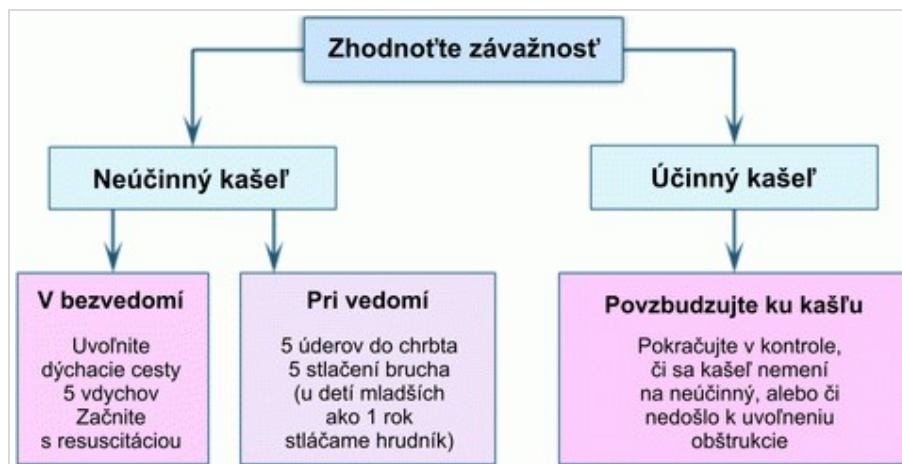 Zhodnoťte závažnosť
Neúčinný kašeľ
Účinný kašeľ
V bezvedomí
Uvoľnite
dýchacie cesty
5 vdychov
Začnite
s resuscitáciou
Pri vedomí
5 úderov do chrbta
5 stlačení brucha
(u detí mladších
ako 1 rok
stláčame hrudník)
Povzbudzujte ku kašľu
Pokračujte v kontrole,
či sa kašeľ nemení
na neúčinný, alebo či
nedošlo k uvoľneniu
obštrukcie